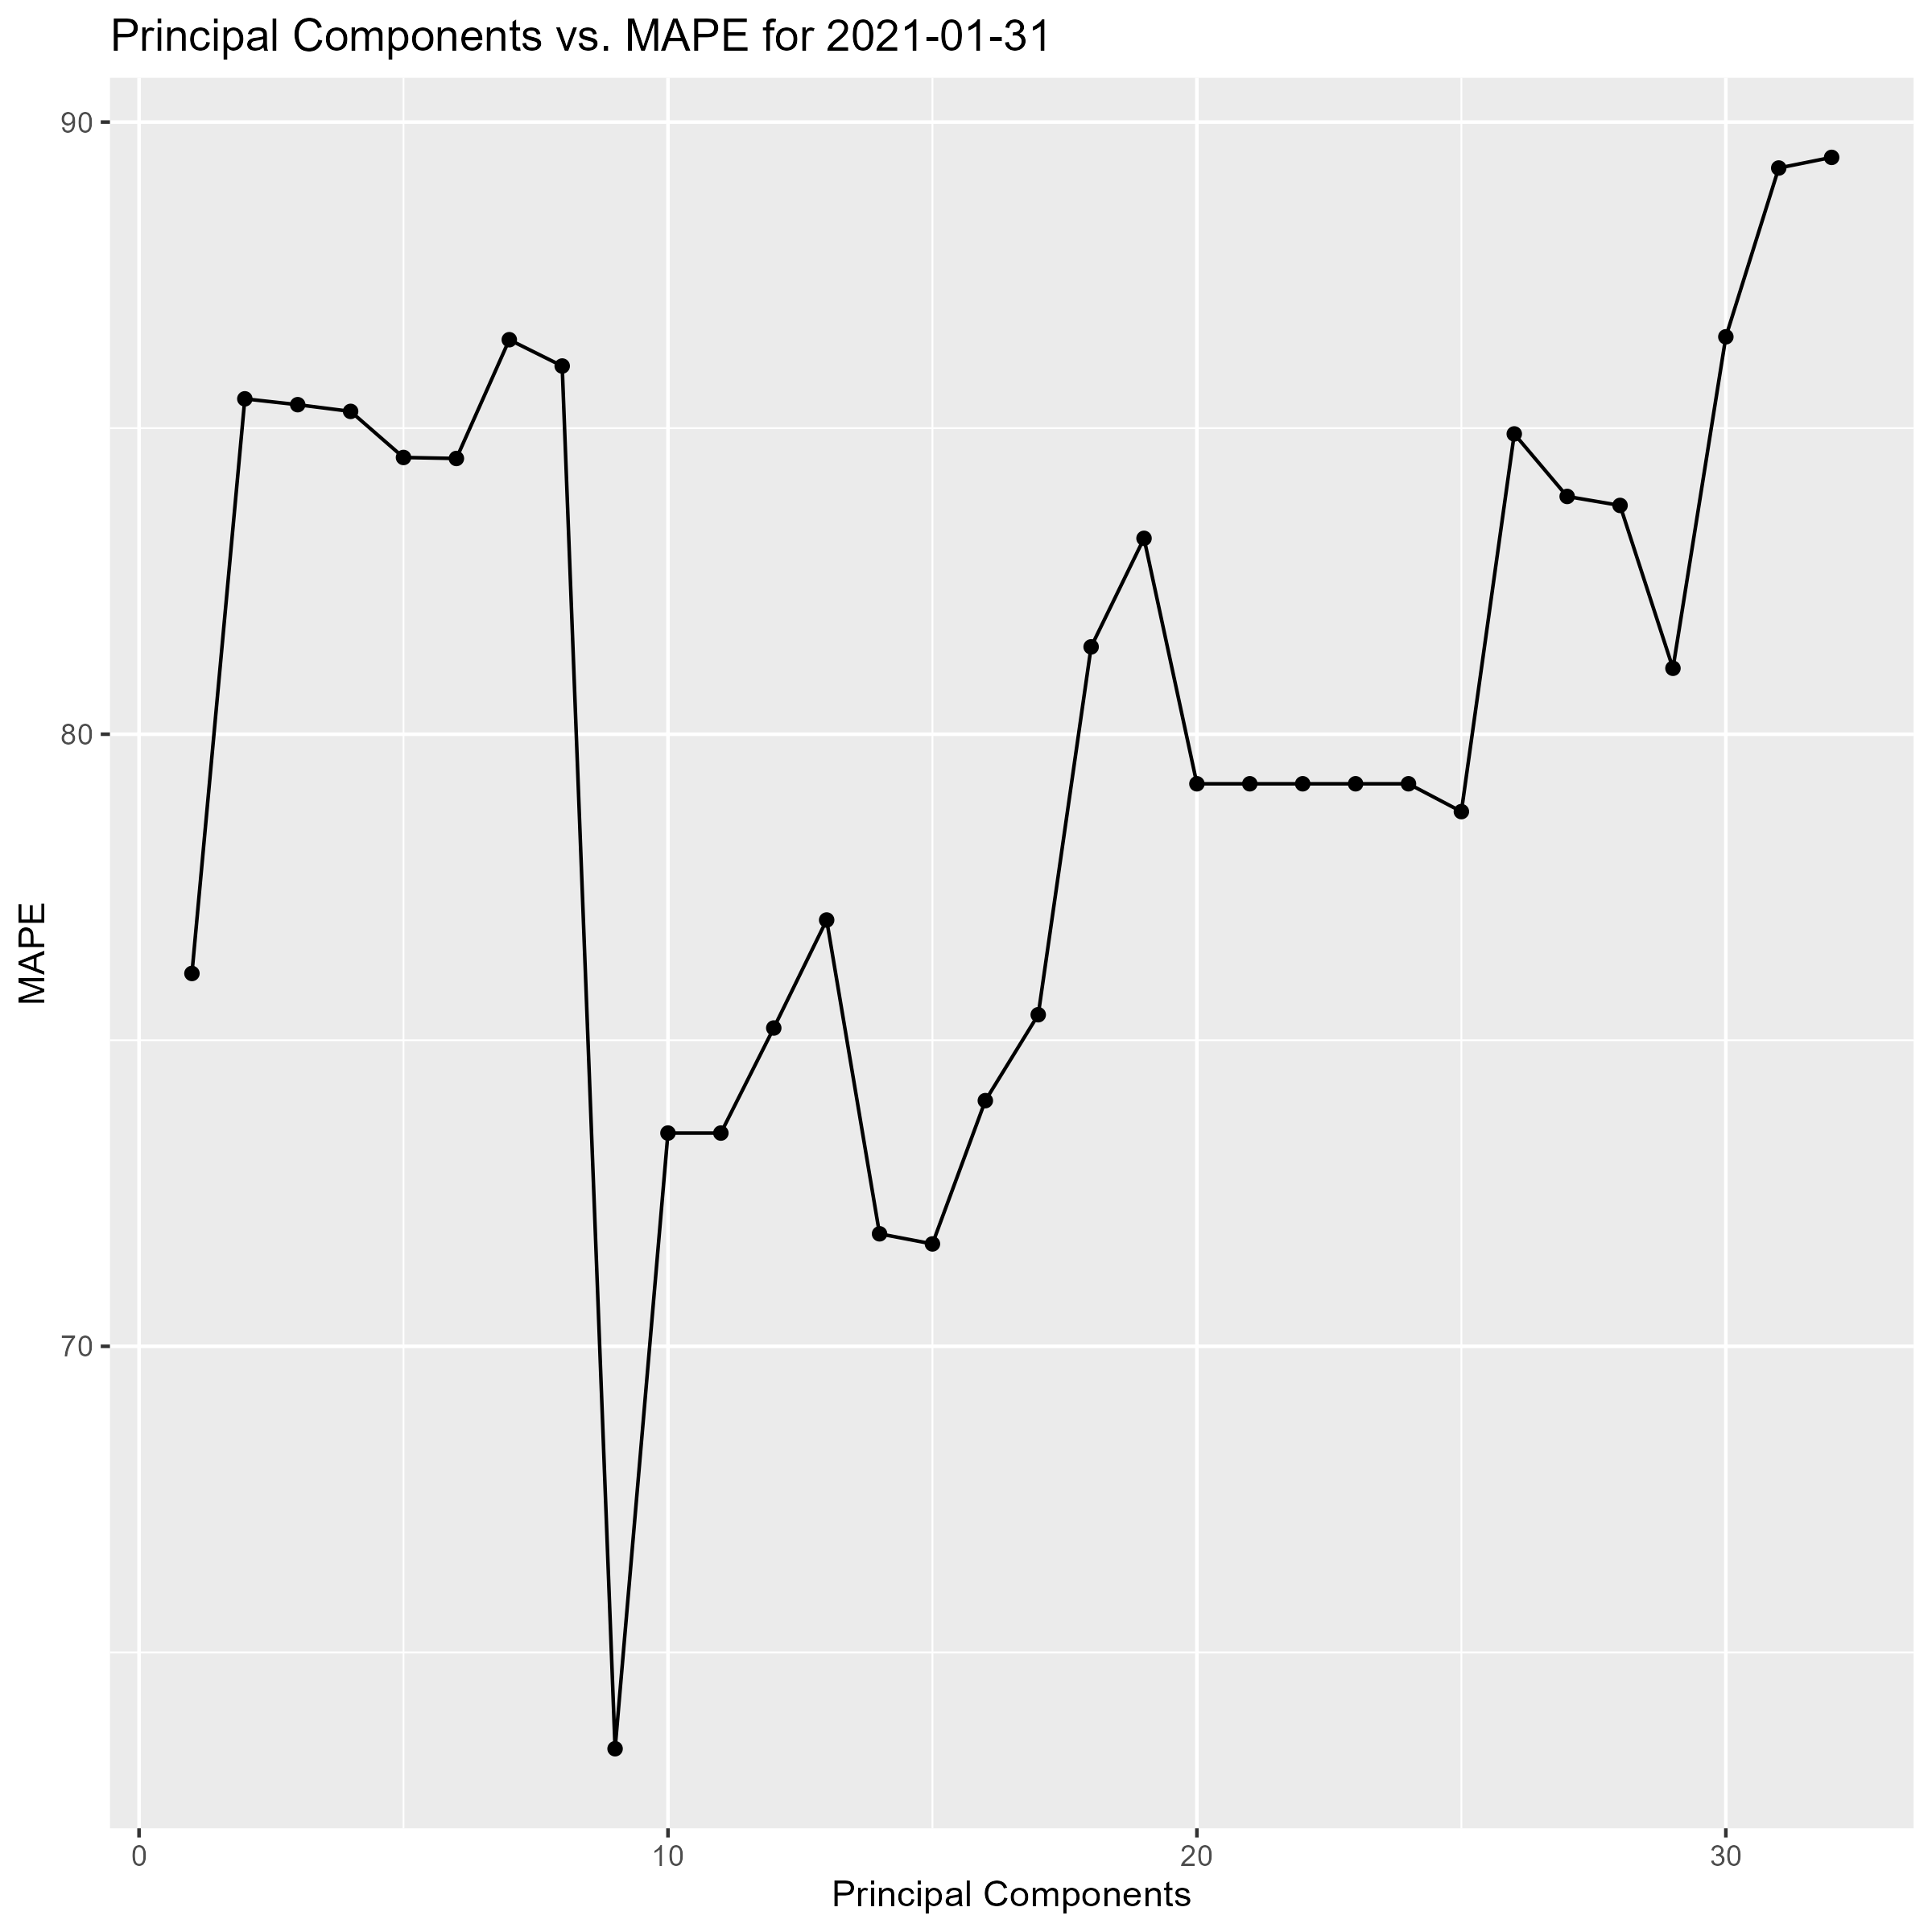 Principal Components vs. MAPE for 2021-01-31
90
80
70
MAPE
0 10 20 30
Principal Components